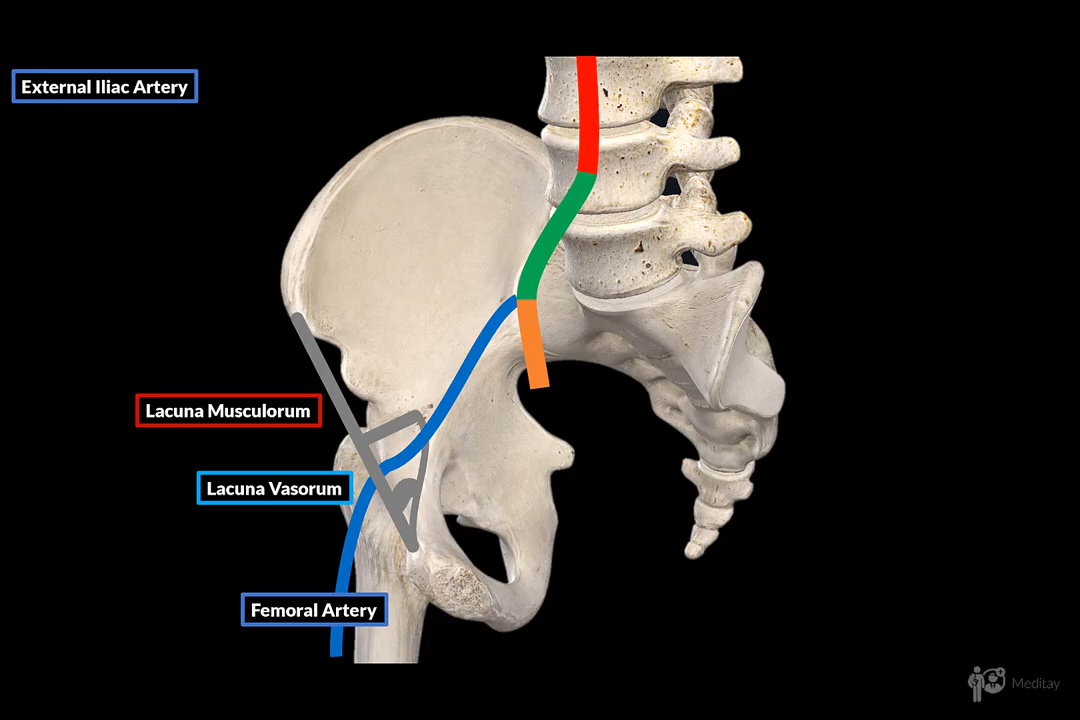 External Iliac Artery
Lacuna Musculorum
Lacuna Vasorum
Femoral Artery
Meditay